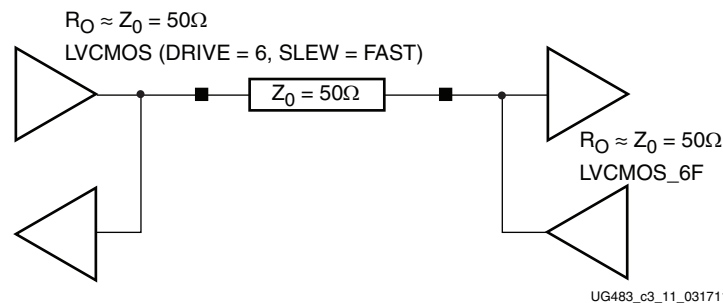 R_O ≈ Z_0 = 50Ω
LVCMOS (DRIVE = 6, SLEW = FAST)
Z_0 = 50Ω
R_O ≈ Z_0 = 50Ω
LVCMOS_6F
UG483_c3_11_031711